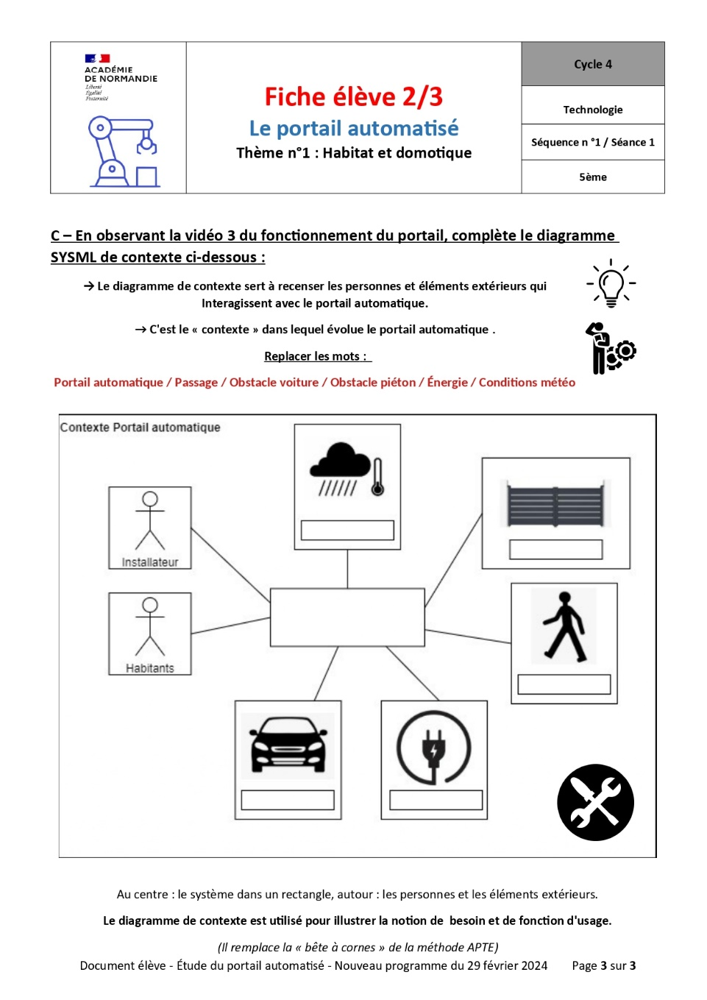 ACADÉMIE
DE NORMANDIE
Liberté
Égalité
Fraternité
Fiche élève 2/3
Le portail automatisé
Thème n°1 : Habitat et domotique
Cycle 4
Technologie
Séquence n °1 / Séance 1
5ème
C – En observant la vidéo 3 du fonctionnement du portail, complète le diagramme
SYSML de contexte ci-dessous :
→ Le diagramme de contexte sert à recenser les personnes et éléments extérieurs qui
Interagissent avec le portail automatique.
→ C'est le « contexte » dans lequel évolue le portail automatique .
Replacer les mots :
Portail automatique / Passage / Obstacle voiture / Obstacle piéton / Énergie / Conditions météo
Contexte Portail automatique
Installateur
Habitants
Au centre : le système dans un rectangle, autour : les personnes et les éléments extérieurs.
Le diagramme de contexte est utilisé pour illustrer la notion de  besoin et de fonction d'usage.
(Il remplace la « bête à cornes » de la méthode APTE)
Document élève - Étude du portail automatisé - Nouveau programme du 29 février 2024 Page 3 sur 3